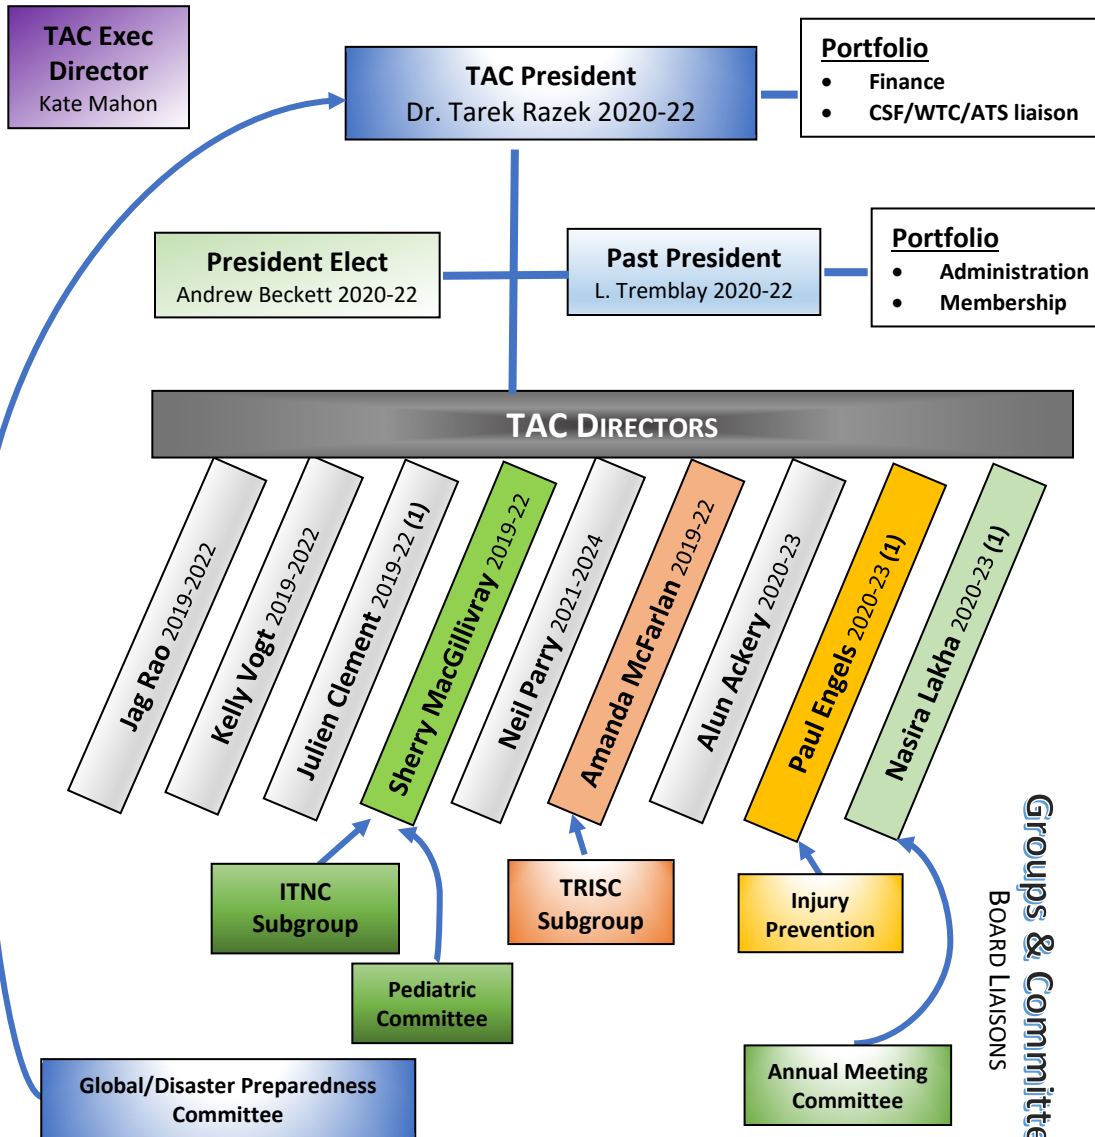 TAC Exec
Director
Kate Mahon
TAC President
Dr. Tarek Razek 2020-22
Portfolio
• Finance
• CSF/WTC/ATS liaison
President Elect
Andrew Beckett 2020-22
Past President
L. Tremblay 2020-22
Portfolio
• Administration
• Membership
TAC DIRECTORS
Jag Rao 2019-2022
Kelly Vogt 2019-2022
Julien Clement 2019-22 (1)
Sherry MacGillivray 2019-22
Neil Parry 2021-2024
Amanda McFarlan 2019-22
Alun Ackery 2020-23
Paul Engels 2020-23 (1)
Nasira Lakha 2020-23 (1)
ITNC
Subgroup
TRISC
Subgroup
Injury
Prevention
Pediatric
Committee
Annual Meeting
Committee
Global/Disaster Preparedness
Committee
Groups & Committe
BOARD LIAISONS